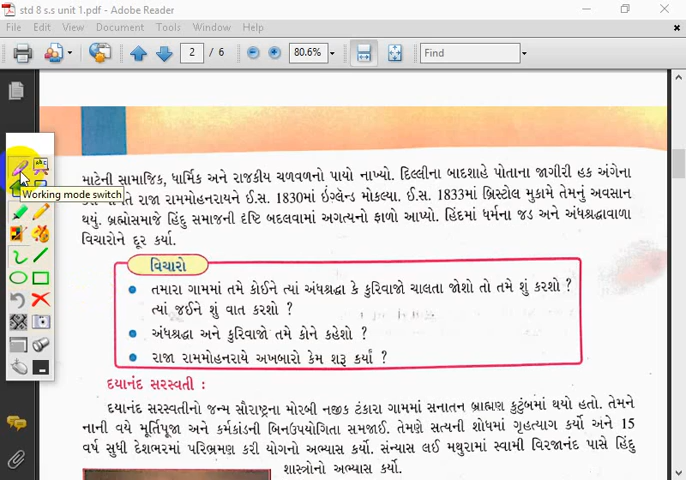 std 8 s.s unit 1.pdf - Adobe Reader
File Edit View Document Tools Window Help
2 / 6 80.6% Find
માટેની સામાજિક, ધાર્મિક અને રાજકીય ચળવળનો પાયો નાખ્યો. દિલ્લીના બાદશાહે પોતાના જાગીરી હક અંગેના
Working mode switch
રાજા રામમોહનરાયને ઈ.સ. 1830માં ઇંગ્લૅન્ડ મોકલ્યા. ઈ.સ. 1833માં બ્રિસ્ટોલ મુકામે તેમનું અવસાન
થયું. બ્રહ્મોસમાજે હિંદુ સમાજની દૃષ્ટિ બદલવામાં અગત્યનો ફાળો આપ્યો. હિંદમાં ધર્મના જડ અને અંધશ્રદ્ધાવાળા
વિચારોને દૂર કર્યા.
વિચારો
તમારા ગામમાં તમે કોઈને ત્યાં અંધશ્રદ્ધા કે કુરિવાજો ચાલતા જોશો તો તમે શું કરશો ?
ત્યાં જઈને શું વાત કરશો ?
અંધશ્રદ્ધા અને કુરિવાજો તમે કોને કહેશો ?
રાજા રામમોહનરાયે અખબારો કેમ શરૂ કર્યાં ?
દયાનંદ સરસ્વતી :
દયાનંદ સરસ્વતીનો જન્મ સૌરાષ્ટ્રના મોરબી નજીક ટંકારા ગામમાં સનાતન બ્રાહ્મણ કુટુંબમાં થયો હતો. તેમને
નાની વયે મૂર્તિપૂજા અને કર્મકાંડની બિનઉપયોગિતા સમજાઈ. તેમણે સત્યની શોધમાં ગૃહત્યાગ કર્યો અને 15
વર્ષ સુધી દેશભરમાં પરિભ્રમણ કરી યોગનો અભ્યાસ કર્યો. સંન્યાસ લઈ મથુરામાં સ્વામી વિરજાનંદ પાસે હિંદુ
શાસ્ત્રોનો અભ્યાસ કર્યો.